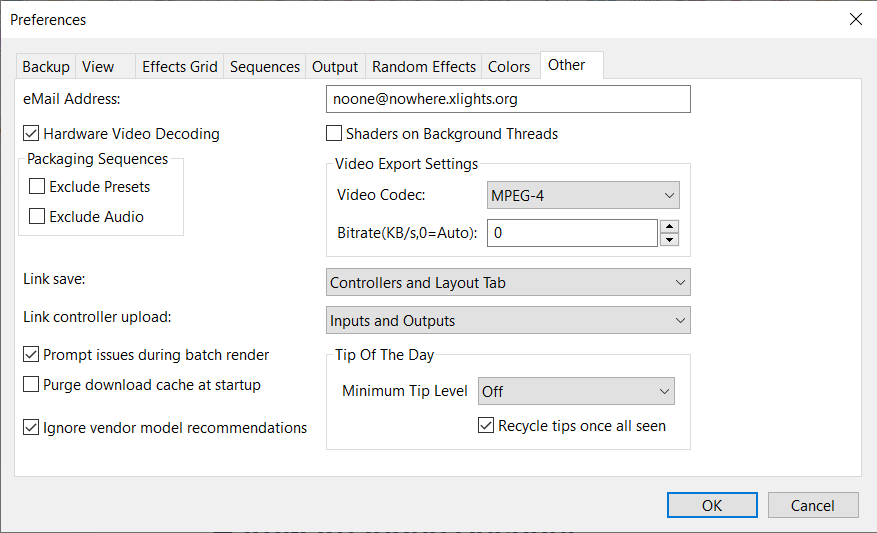 Preferences
Backup View Effects Grid Sequences Output Random Effects Colors Other
eMail Address: noone@nowhere.xlights.org
Hardware Video Decoding Shaders on Background Threads
Packaging Sequences
Exclude Presets
Exclude Audio
Video Export Settings
Video Codec: MPEG-4
Bitrate(KB/s,0=Auto): 0
Link save: Controllers and Layout Tab
Link controller upload: Inputs and Outputs
Prompt issues during batch render
Purge download cache at startup
Ignore vendor model recommendations
Tip Of The Day
Minimum Tip Level Off
Recycle tips once all seen
OK Cancel